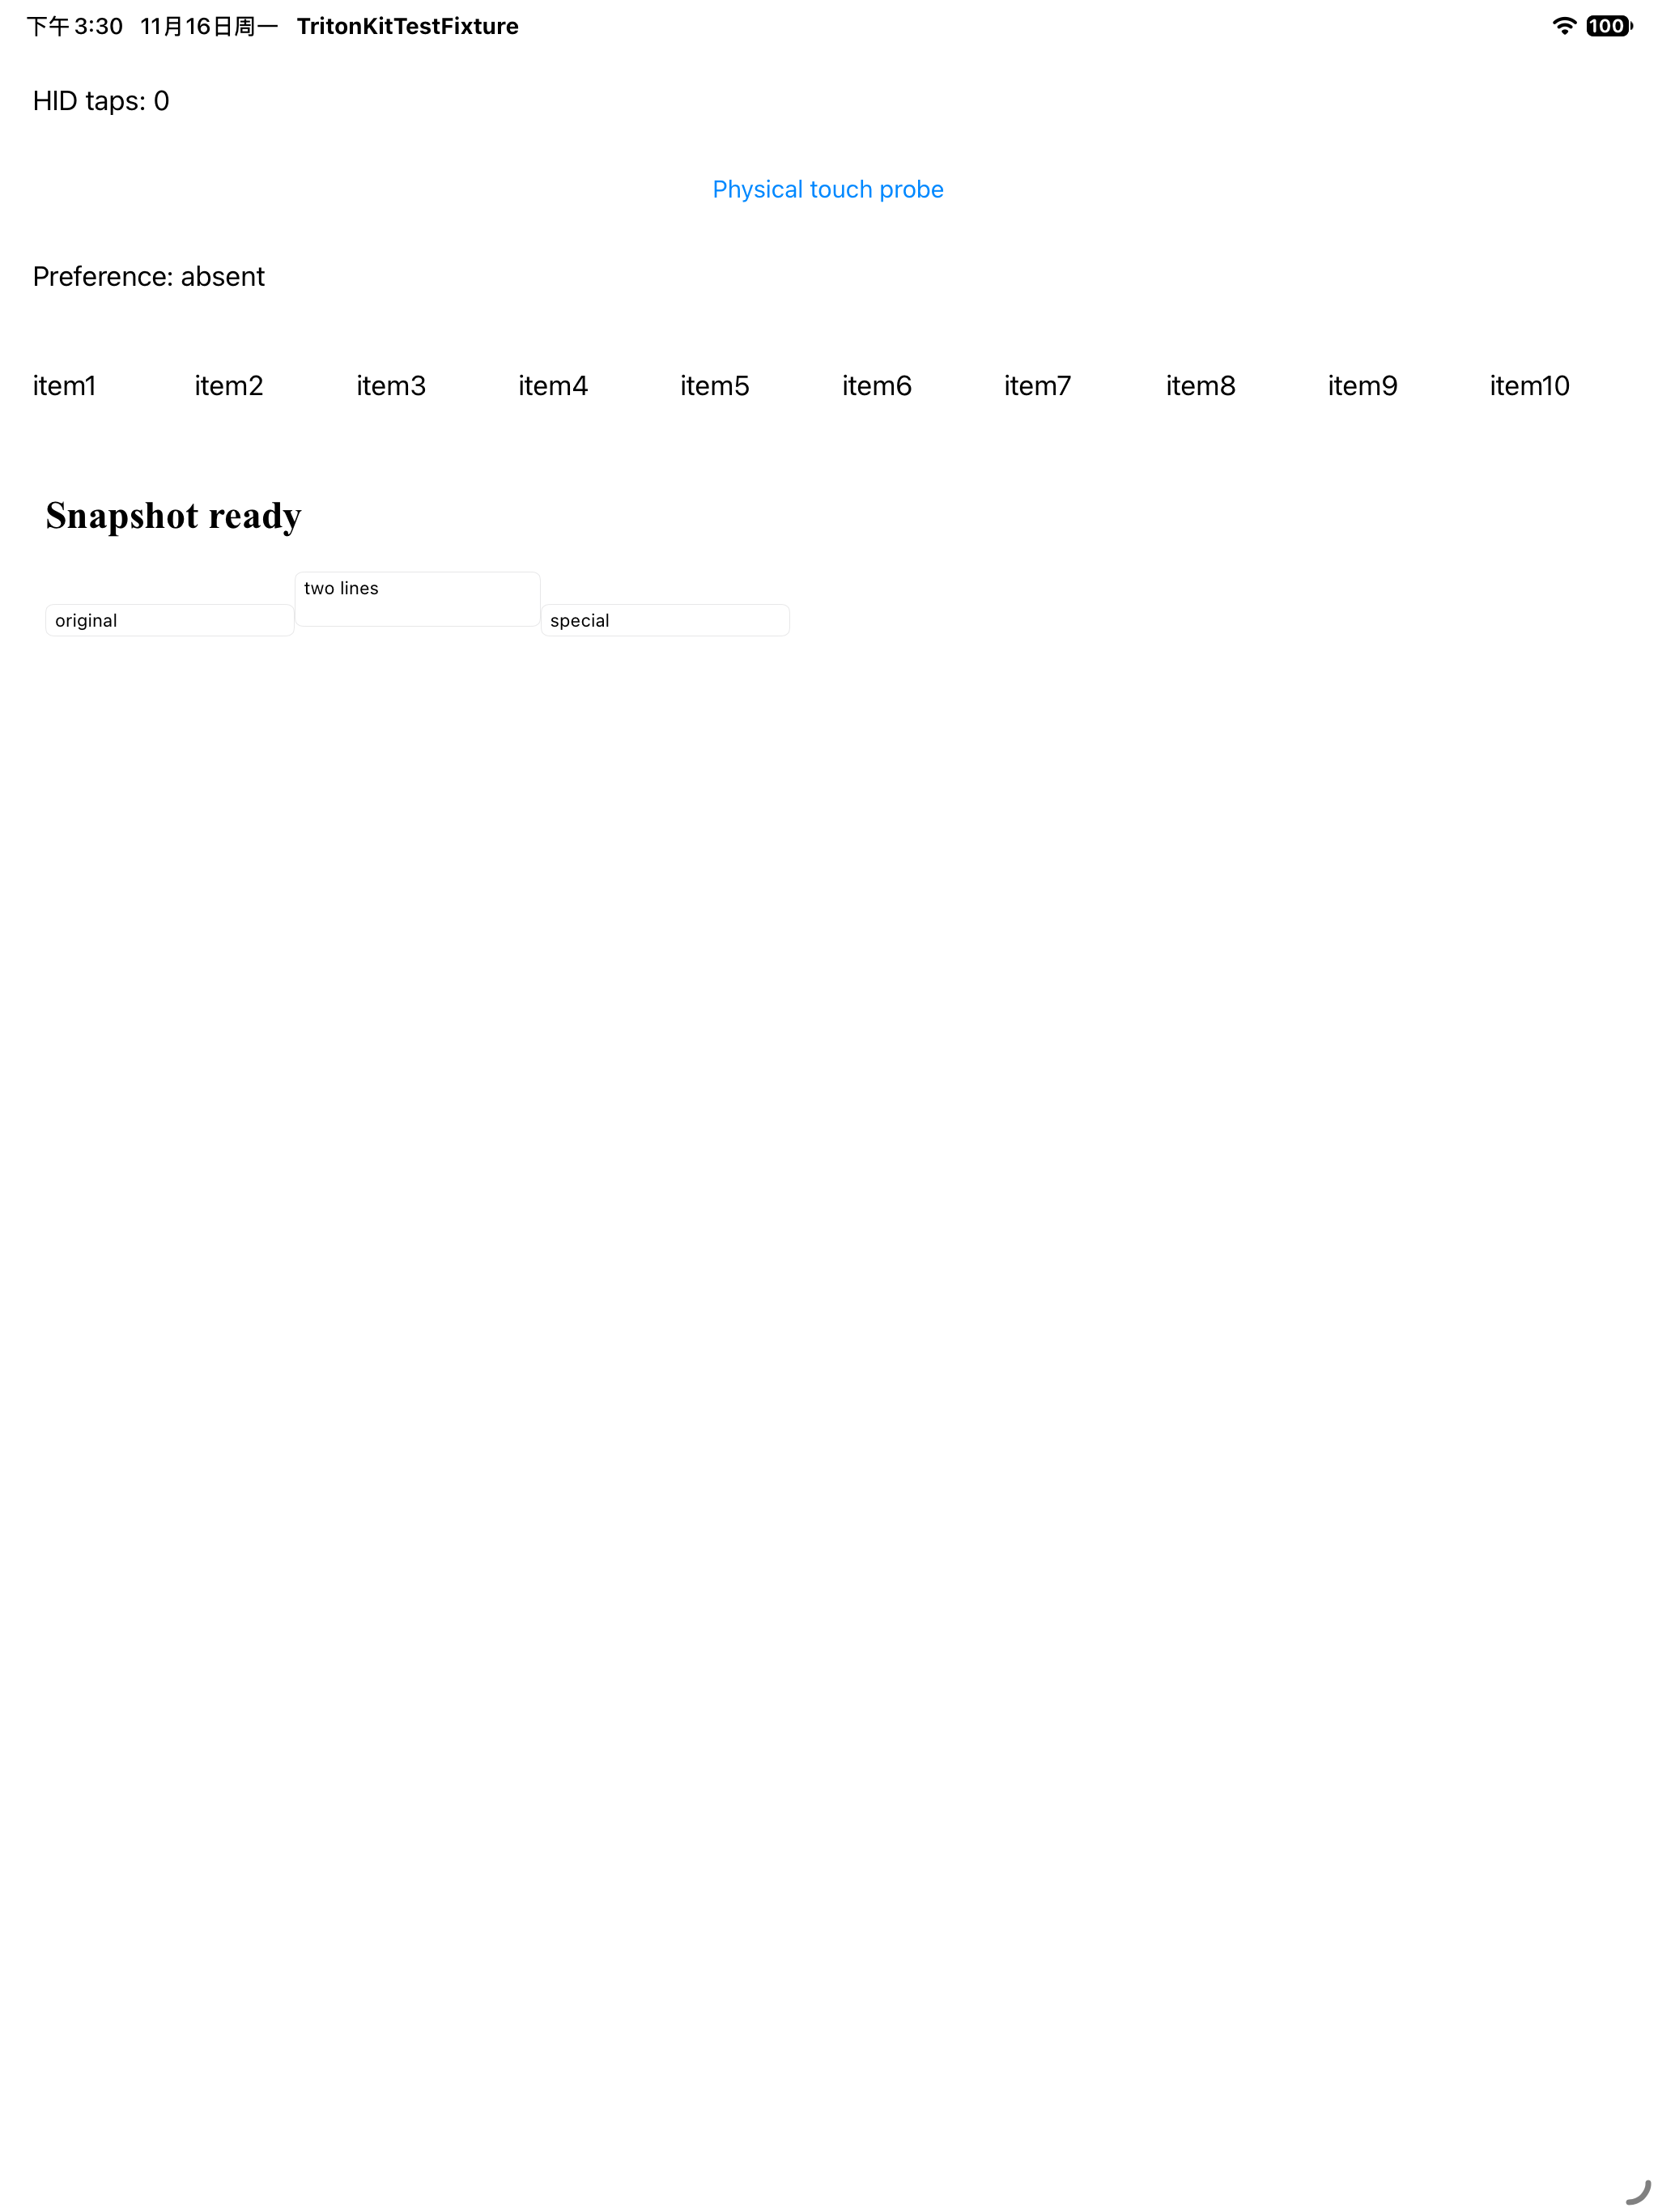 下午3:30 11月16日周一 TritonKitTestFixture 100
HID taps: 0
Physical touch probe
Preference: absent
item1 item2 item3 item4 item5 item6 item7 item8 item9 item10
Snapshot ready
two lines
original special